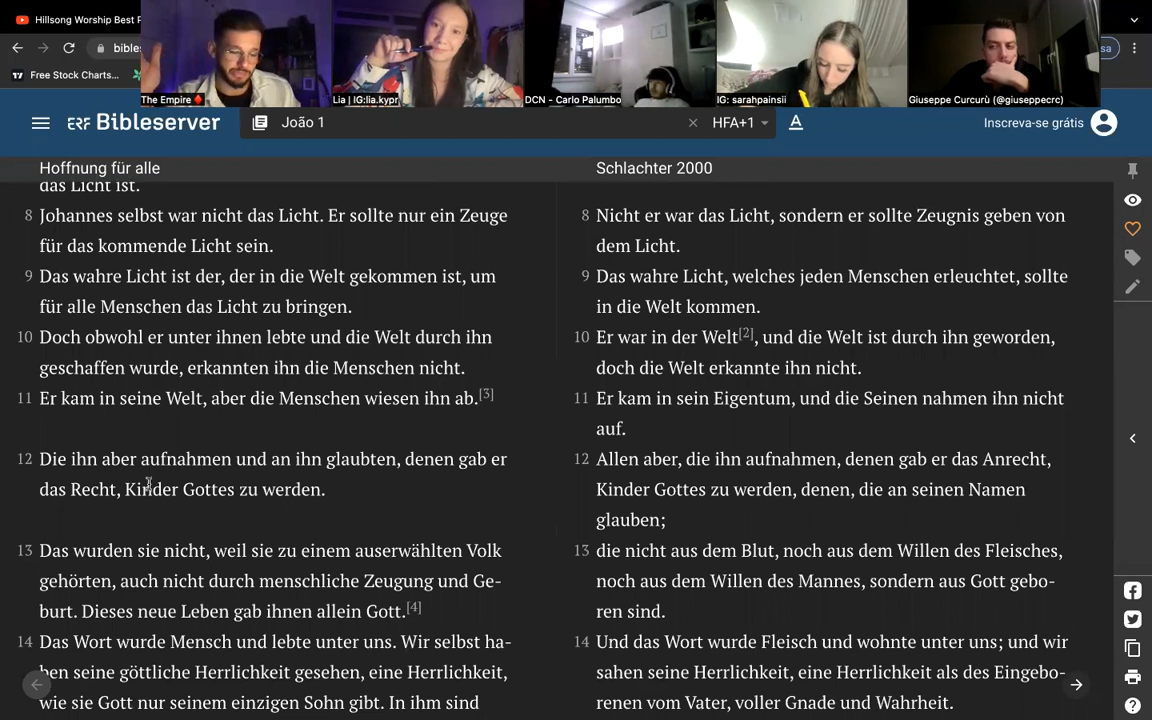 Hillsong Worship Best P
bibles
sa
Free Stock Charts...
The Empire
Lia | IG:lia.kypr
DCN - Carlo Palumbo
IG: sarahpainsii
Giuseppe Curcurù (@giuseppecrc)
ERF Bibleserver
João 1
HFA+1
A
Inscreva-se grátis
Hoffnung für alle
das Licht ist.
8 Johannes selbst war nicht das Licht. Er sollte nur ein Zeuge
für das kommende Licht sein.
9 Das wahre Licht ist der, der in die Welt gekommen ist, um
für alle Menschen das Licht zu bringen.
10 Doch obwohl er unter ihnen lebte und die Welt durch ihn
geschaffen wurde, erkannten ihn die Menschen nicht.
11 Er kam in seine Welt, aber die Menschen wiesen ihn ab.[3]
12 Die ihn aber aufnahmen und an ihn glaubten, denen gab er
das Recht, Kinder Gottes zu werden.
13 Das wurden sie nicht, weil sie zu einem auserwählten Volk
gehörten, auch nicht durch menschliche Zeugung und Ge-
burt. Dieses neue Leben gab ihnen allein Gott.[4]
14 Das Wort wurde Mensch und lebte unter uns. Wir selbst ha-
ben seine göttliche Herrlichkeit gesehen, eine Herrlichkeit,
wie sie Gott nur seinem einzigen Sohn gibt. In ihm sind
Schlachter 2000
8 Nicht er war das Licht, sondern er sollte Zeugnis geben von
dem Licht.
9 Das wahre Licht, welches jeden Menschen erleuchtet, sollte
in die Welt kommen.
10 Er war in der Welt[2], und die Welt ist durch ihn geworden,
doch die Welt erkannte ihn nicht.
11 Er kam in sein Eigentum, und die Seinen nahmen ihn nicht
auf.
12 Allen aber, die ihn aufnahmen, denen gab er das Anrecht,
Kinder Gottes zu werden, denen, die an seinen Namen
glauben;
13 die nicht aus dem Blut, noch aus dem Willen des Fleisches,
noch aus dem Willen des Mannes, sondern aus Gott gebo-
ren sind.
14 Und das Wort wurde Fleisch und wohnte unter uns; und wir
sahen seine Herrlichkeit, eine Herrlichkeit als des Eingebo-
renen vom Vater, voller Gnade und Wahrheit.